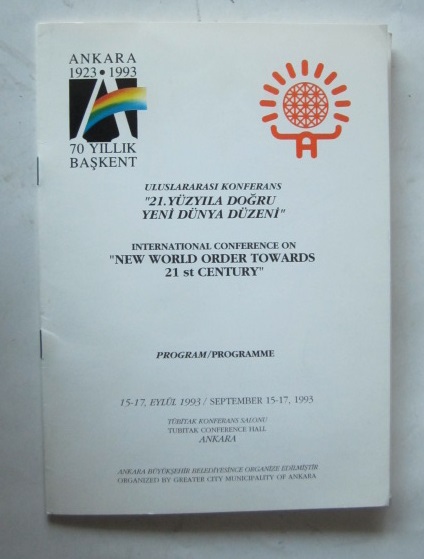 ANKARA
1923 • 1993
A
70 YILLIK
BAŞKENT
ULUSLARARASI KONFERANS
"21.YÜZYILA DOĞRU
YENİ DÜNYA DÜZENİ"
INTERNATIONAL CONFERENCE ON
"NEW WORLD ORDER TOWARDS
21 st CENTURY"
PROGRAM/PROGRAMME
15-17, EYLÜL 1993 / SEPTEMBER 15-17, 1993
TÜBİTAK KONFERANS SALONU
TUBITAK CONFERENCE HALL
ANKARA
ANKARA BÜYÜKŞEHİR BELEDİYESİNCE ORGANİZE EDİLMİŞTİR
ORGANIZED BY GREATER CITY MUNICIPALITY OF ANKARA